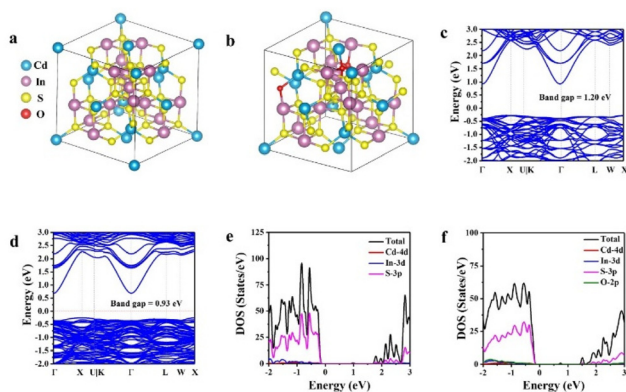 a
Cd
In
S
O
b
c
Energy (eV)
3.0
2.5
2.0
1.5
1.0
0.5
0.0
-0.5
-1.0
-1.5
-2.0
Band gap = 1.20 eV
Γ X U|K Γ L W X
d
Energy (eV)
3.0
2.5
2.0
1.5
1.0
0.5
0.0
-0.5
-1.0
-1.5
-2.0
Band gap = 0.93 eV
Γ X U|K Γ L W X
e
DOS (States/eV)
125
100
75
50
25
0
Total
Cd-4d
In-3d
S-3p
-2 -1 0 1 2 3
Energy (eV)
f
DOS (States/eV)
100
75
50
25
0
Total
Cd-4d
In-3d
S-3p
O-2p
-2 -1 0 1 2 3
Energy (eV)